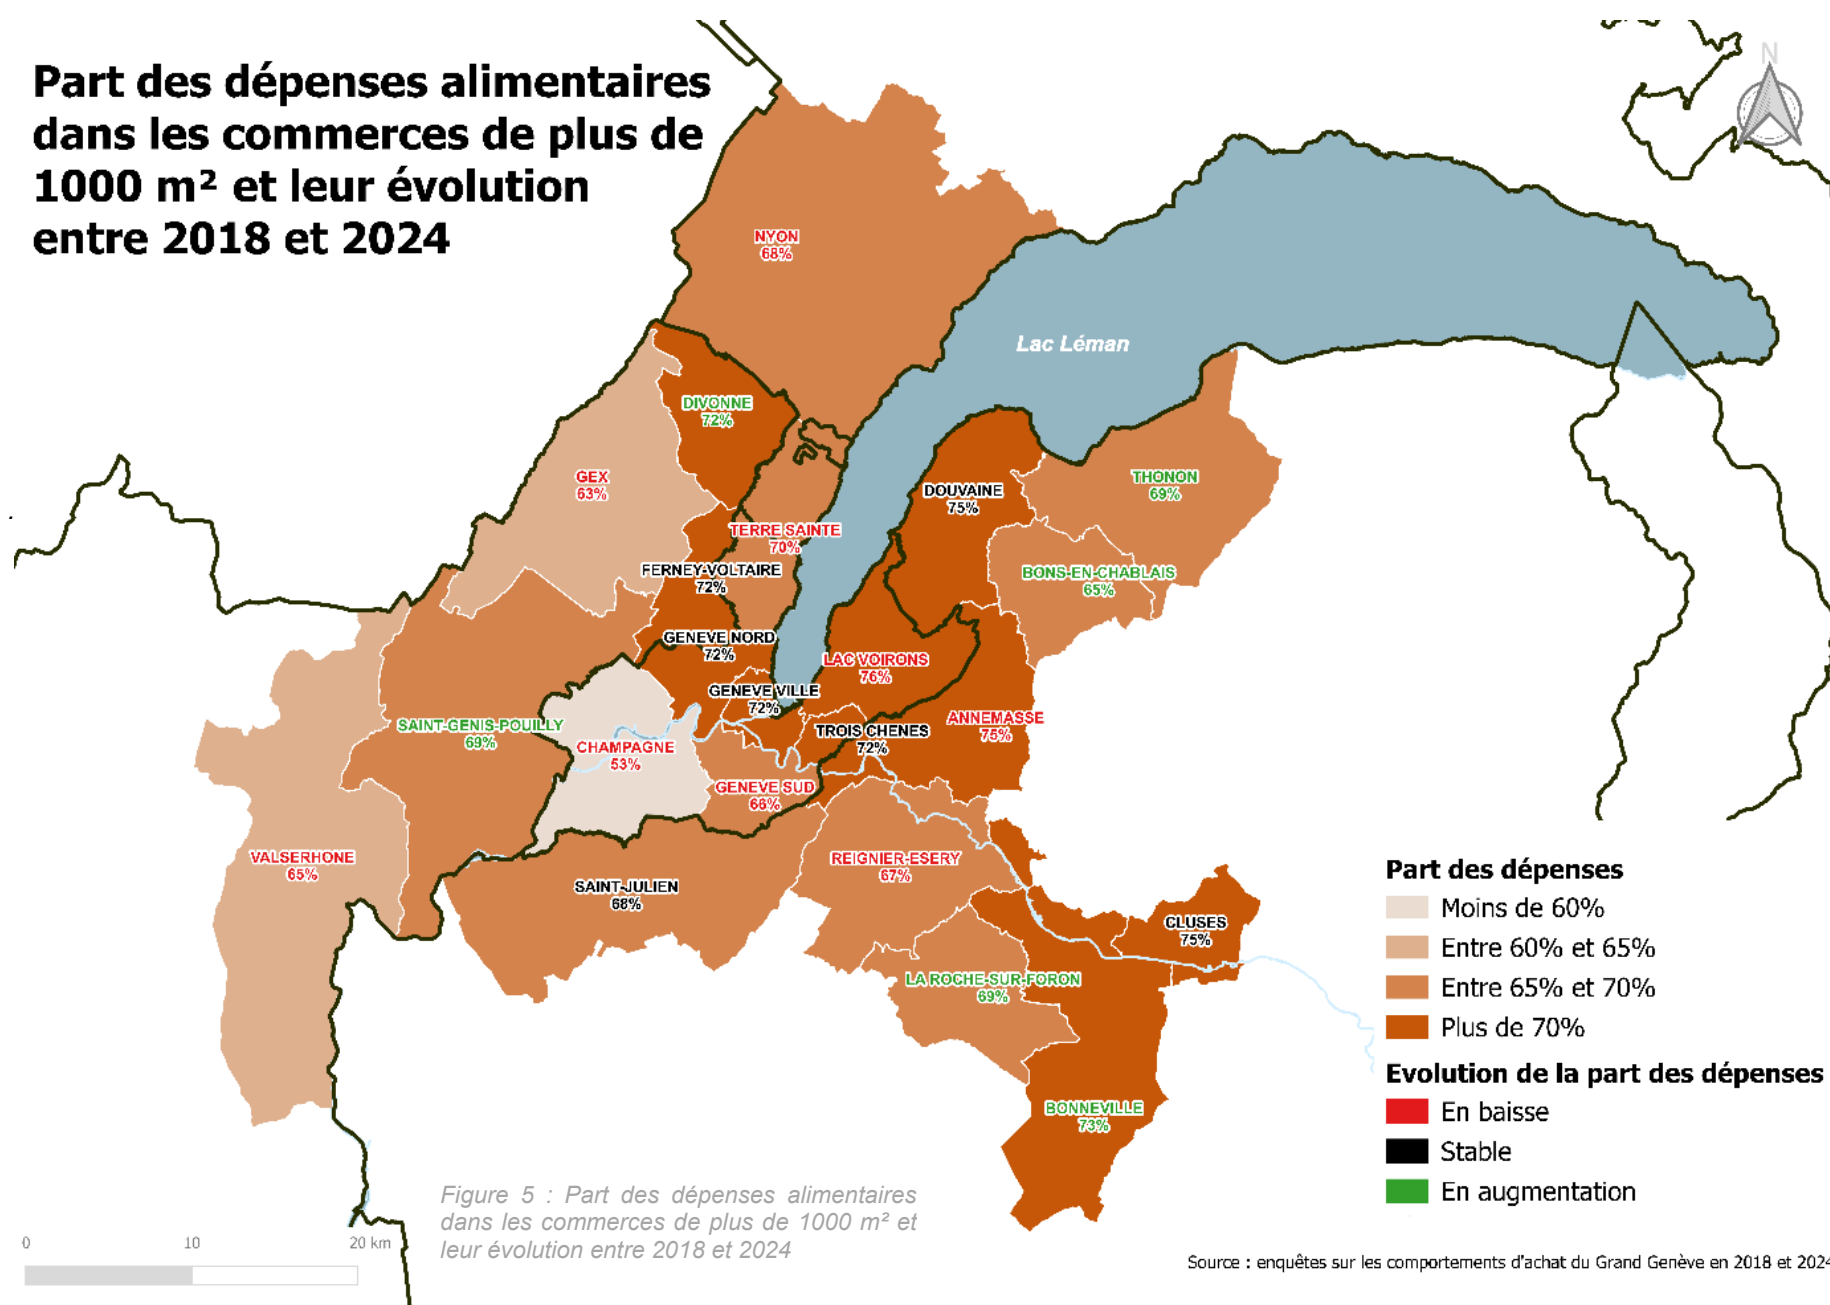 Part des dépenses alimentaires
dans les commerces de plus de
1000 m² et leur évolution
entre 2018 et 2024
N
NYON
68%
Lac Léman
DIVONNE
72%
GEX
63%
THONON
69%
DOUVAINE
75%
TERRE SAINTE
70%
FERNEY-VOLTAIRE
72%
BONS-EN-CHABLAIS
65%
GENEVE NORD
72%
LAC VOIRONS
76%
GENEVE VILLE
72%
ANNEMASSE
75%
SAINT-GENIS-POUILLY
69%
TROIS CHENES
72%
CHAMPAGNE
53%
GENEVE SUD
66%
VALSERHONE
65%
REIGNIER-ESERY
67%
SAINT-JULIEN
68%
CLUSES
75%
LA ROCHE-SUR-FORON
69%
BONNEVILLE
73%
Part des dépenses
Moins de 60%
Entre 60% et 65%
Entre 65% et 70%
Plus de 70%
Evolution de la part des dépenses
En baisse
Stable
En augmentation
Figure 5 : Part des dépenses alimentaires
dans les commerces de plus de 1000 m² et
leur évolution entre 2018 et 2024
0 10 20 km
Source : enquêtes sur les comportements d'achat du Grand Genève en 2018 et 2024